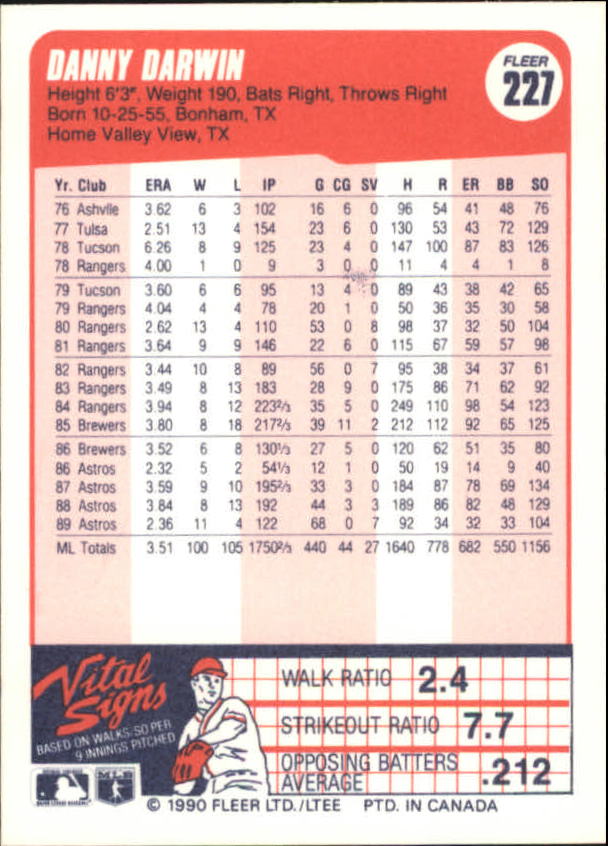 DANNY DARWIN
FLEER
227
Height 6'3", Weight 190, Bats Right, Throws Right
Born 10-25-55, Bonham, TX
Home Valley View, TX
Yr. Club ERA W L IP G CG SV H R ER BB SO
76 Ashvlle 3.62 6 3 102 16 6 0 96 54 41 48 76
77 Tulsa 2.51 13 4 154 23 6 0 130 53 43 72 129
78 Tucson 6.26 8 9 125 23 4 0 147 100 87 83 126
78 Rangers 4.00 1 0 9 3 0 0 11 4 4 1 8
79 Tucson 3.60 6 6 95 13 4 0 89 43 38 42 65
79 Rangers 4.04 4 4 78 20 1 0 50 36 35 30 58
80 Rangers 2.62 13 4 110 53 0 8 98 37 32 50 104
81 Rangers 3.64 9 9 146 22 6 0 115 67 59 57 98
82 Rangers 3.44 10 8 89 56 0 7 95 38 34 37 61
83 Rangers 3.49 8 13 183 28 9 0 175 86 71 62 92
84 Rangers 3.94 8 12 223⅔ 35 5 0 249 110 98 54 123
85 Brewers 3.80 8 18 217⅔ 39 11 2 212 112 92 65 125
86 Brewers 3.52 6 8 130⅓ 27 5 0 120 62 51 35 80
86 Astros 2.32 5 2 54⅓ 12 1 0 50 19 14 9 40
87 Astros 3.59 9 10 195⅔ 33 3 0 184 87 78 69 134
88 Astros 3.84 8 13 192 44 3 3 189 86 82 48 129
89 Astros 2.36 11 4 122 68 0 7 92 34 32 33 104
ML Totals 3.51 100 105 1750⅔ 440 44 27 1640 778 682 550 1156
Vital
Signs
BASED ON WALKS-SO PER
9 INNINGS PITCHED
WALK RATIO 2.4
STRIKEOUT RATIO 7.7
OPPOSING BATTERS
AVERAGE .212
MLB
© 1990 FLEER LTD./LTEE PTD. IN CANADA